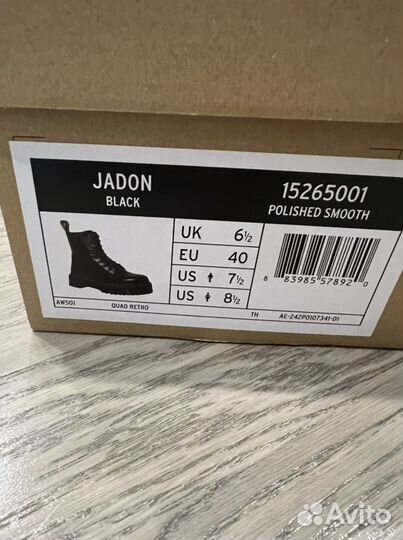 JADON
BLACK
15265001
POLISHED SMOOTH
UK 6½
EU 40
US 7½
US 8½
8 83985 57892 0
AW501
QUAD RETRO
TH
AE-242P0107341-01
Avito